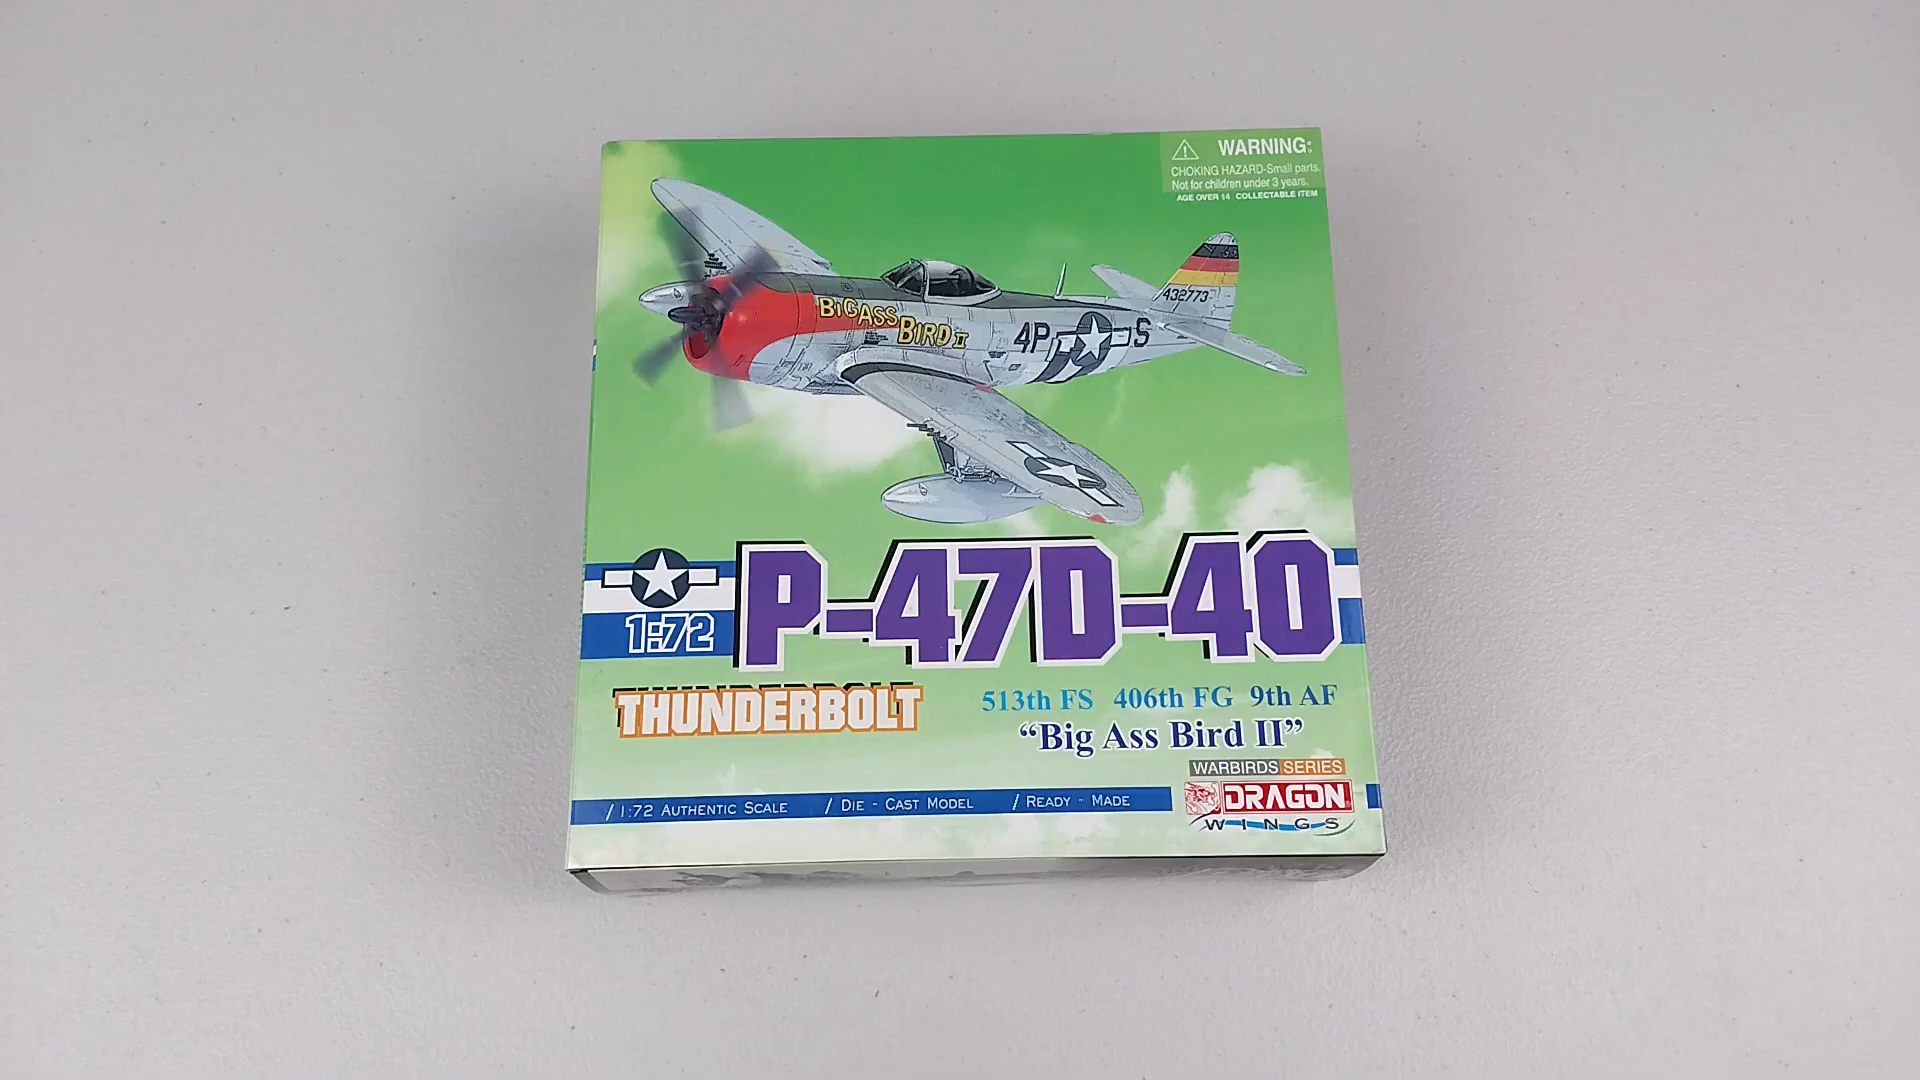 WARNING:
CHOKING HAZARD-Small parts.
Not for children under 3 years.
AGE OVER 14 COLLECTABLE ITEM
432773
BIG ASS BIRD II
4P S
1:72
P-47D-40
THUNDERBOLT
513th FS 406th FG 9th AF
“Big Ass Bird II”
WARBIRDS SERIES
/ 1:72 AUTHENTIC SCALE / DIE - CAST MODEL / READY - MADE
DRAGON
WINGS